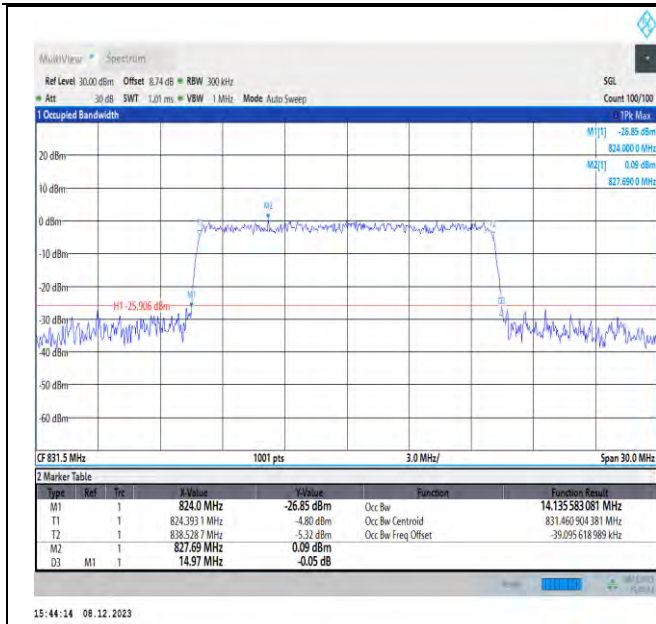 MultiView Spectrum
Ref Level 30.00 dBm Offset 8.74 dB RBW 300 kHz SGL
Att 30 dB SWT 1.01 ms VBW 1 MHz Mode Auto Sweep Count 100/100
1 Occupied Bandwidth 1Pk Max
M1[1] -26.85 dBm
824.000 0 MHz
20 dBm
M2[1] 0.09 dBm
827.690 0 MHz
10 dBm
M2
0 dBm
T1 T2
-10 dBm
-20 dBm
M1
D3
H1 -25.906 dBm
-30 dBm
-40 dBm
-50 dBm
-60 dBm
CF 831.5 MHz 1001 pts 3.0 MHz/ Span 30.0 MHz
2 Marker Table
Type Ref Trc X-Value Y-Value Function Function Result
M1 1 824.0 MHz -26.85 dBm Occ Bw 14.135 583 081 MHz
T1 1 824.393 1 MHz -4.80 dBm Occ Bw Centroid 831.460 904 381 MHz
T2 1 838.528 7 MHz -5.32 dBm Occ Bw Freq Offset -39.095 618 989 kHz
M2 1 827.69 MHz 0.09 dBm
D3 M1 1 14.97 MHz -0.05 dB
15:44:14 08.12.2023